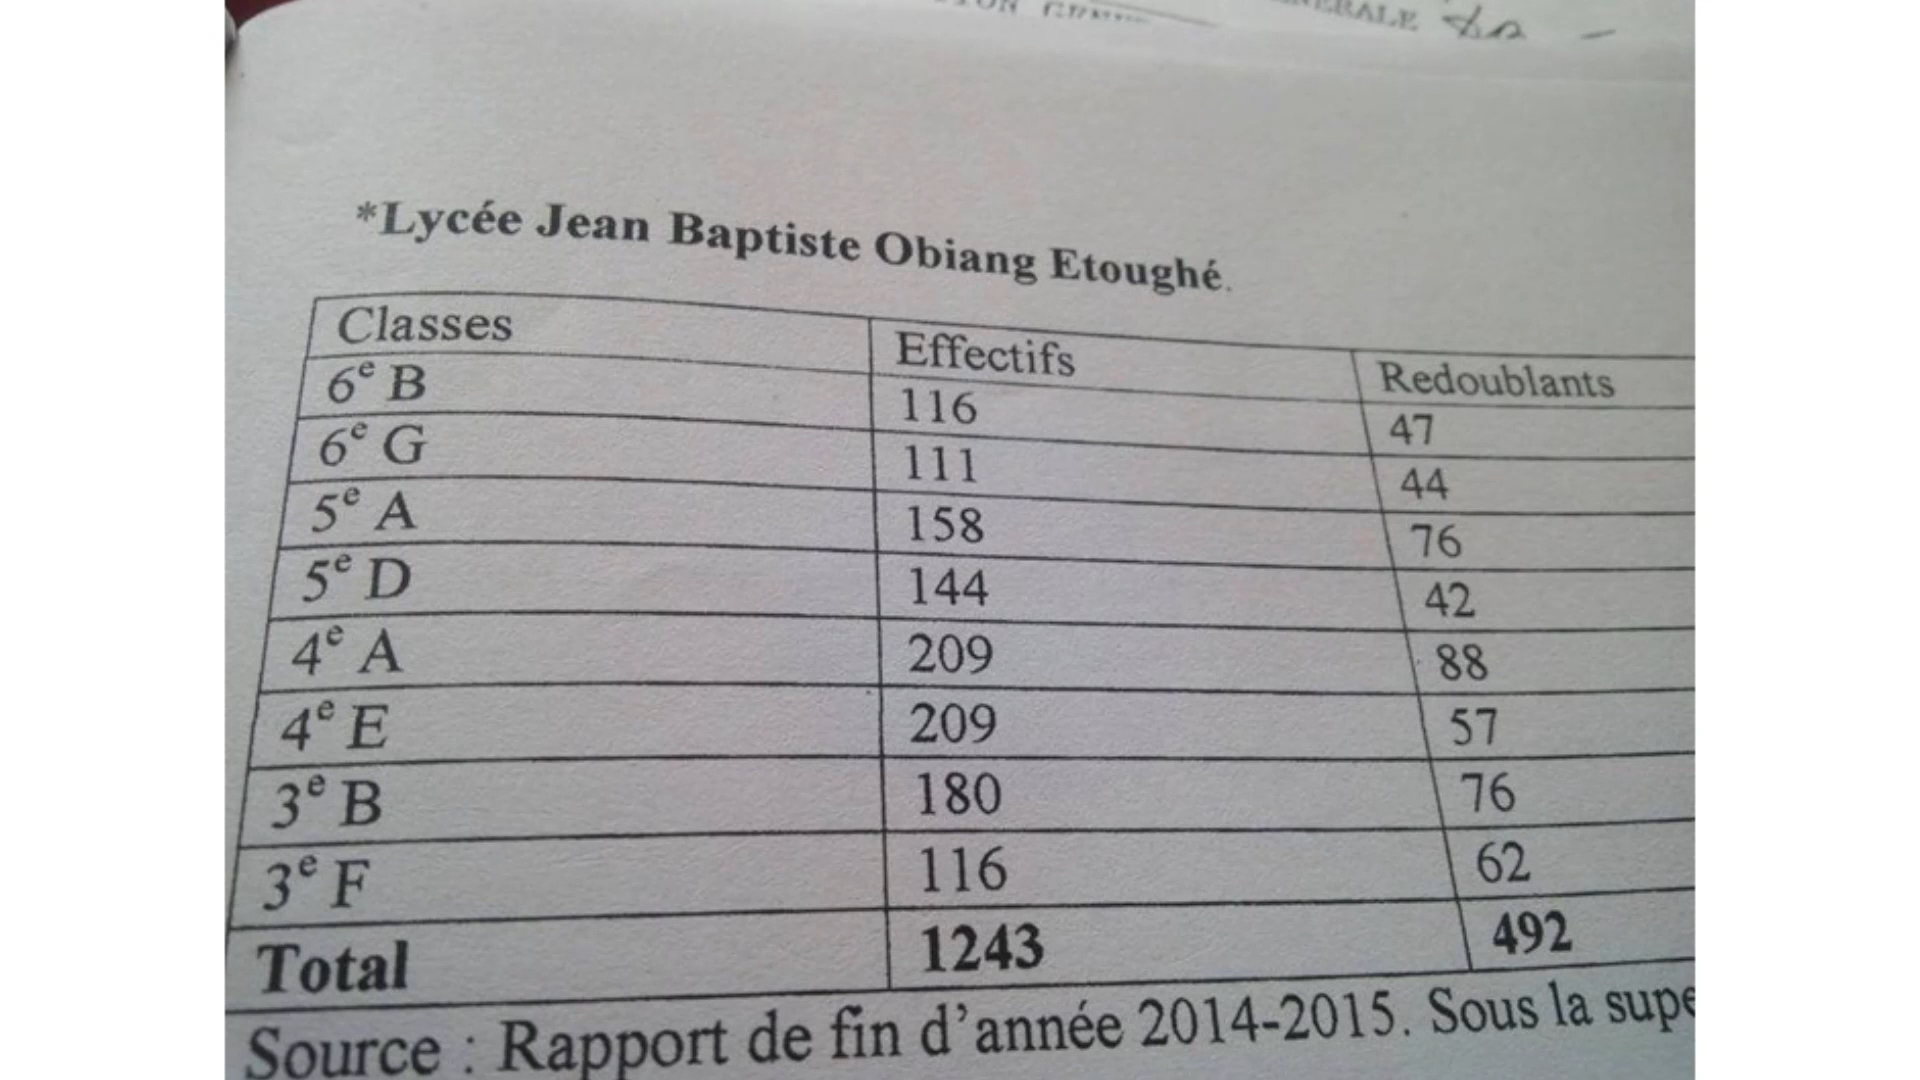 *Lycée Jean Baptiste Obiang Etoughé.
Classes Effectifs Redoublants
6e B 116 47
6e G 111 44
5e A 158 76
5e D 144 42
4e A 209 88
4e E 209 57
3e B 180 76
3e F 116 62
Total 1243 492
Source : Rapport de fin d'année 2014-2015. Sous la supe